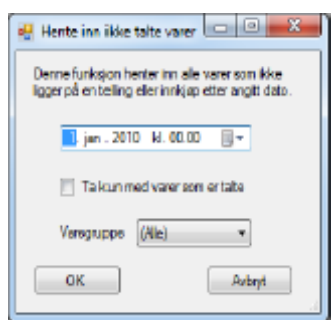 Hente inn ikke talte varer
Denne funksjon henter inn alle varer som ikke
ligger på en telling eller innkjøp etter angitt dato.
1. jan . 2010 kl. 00.00
Ta kun med varer som er talte
Varegruppe (Alle)
OK Avbryt